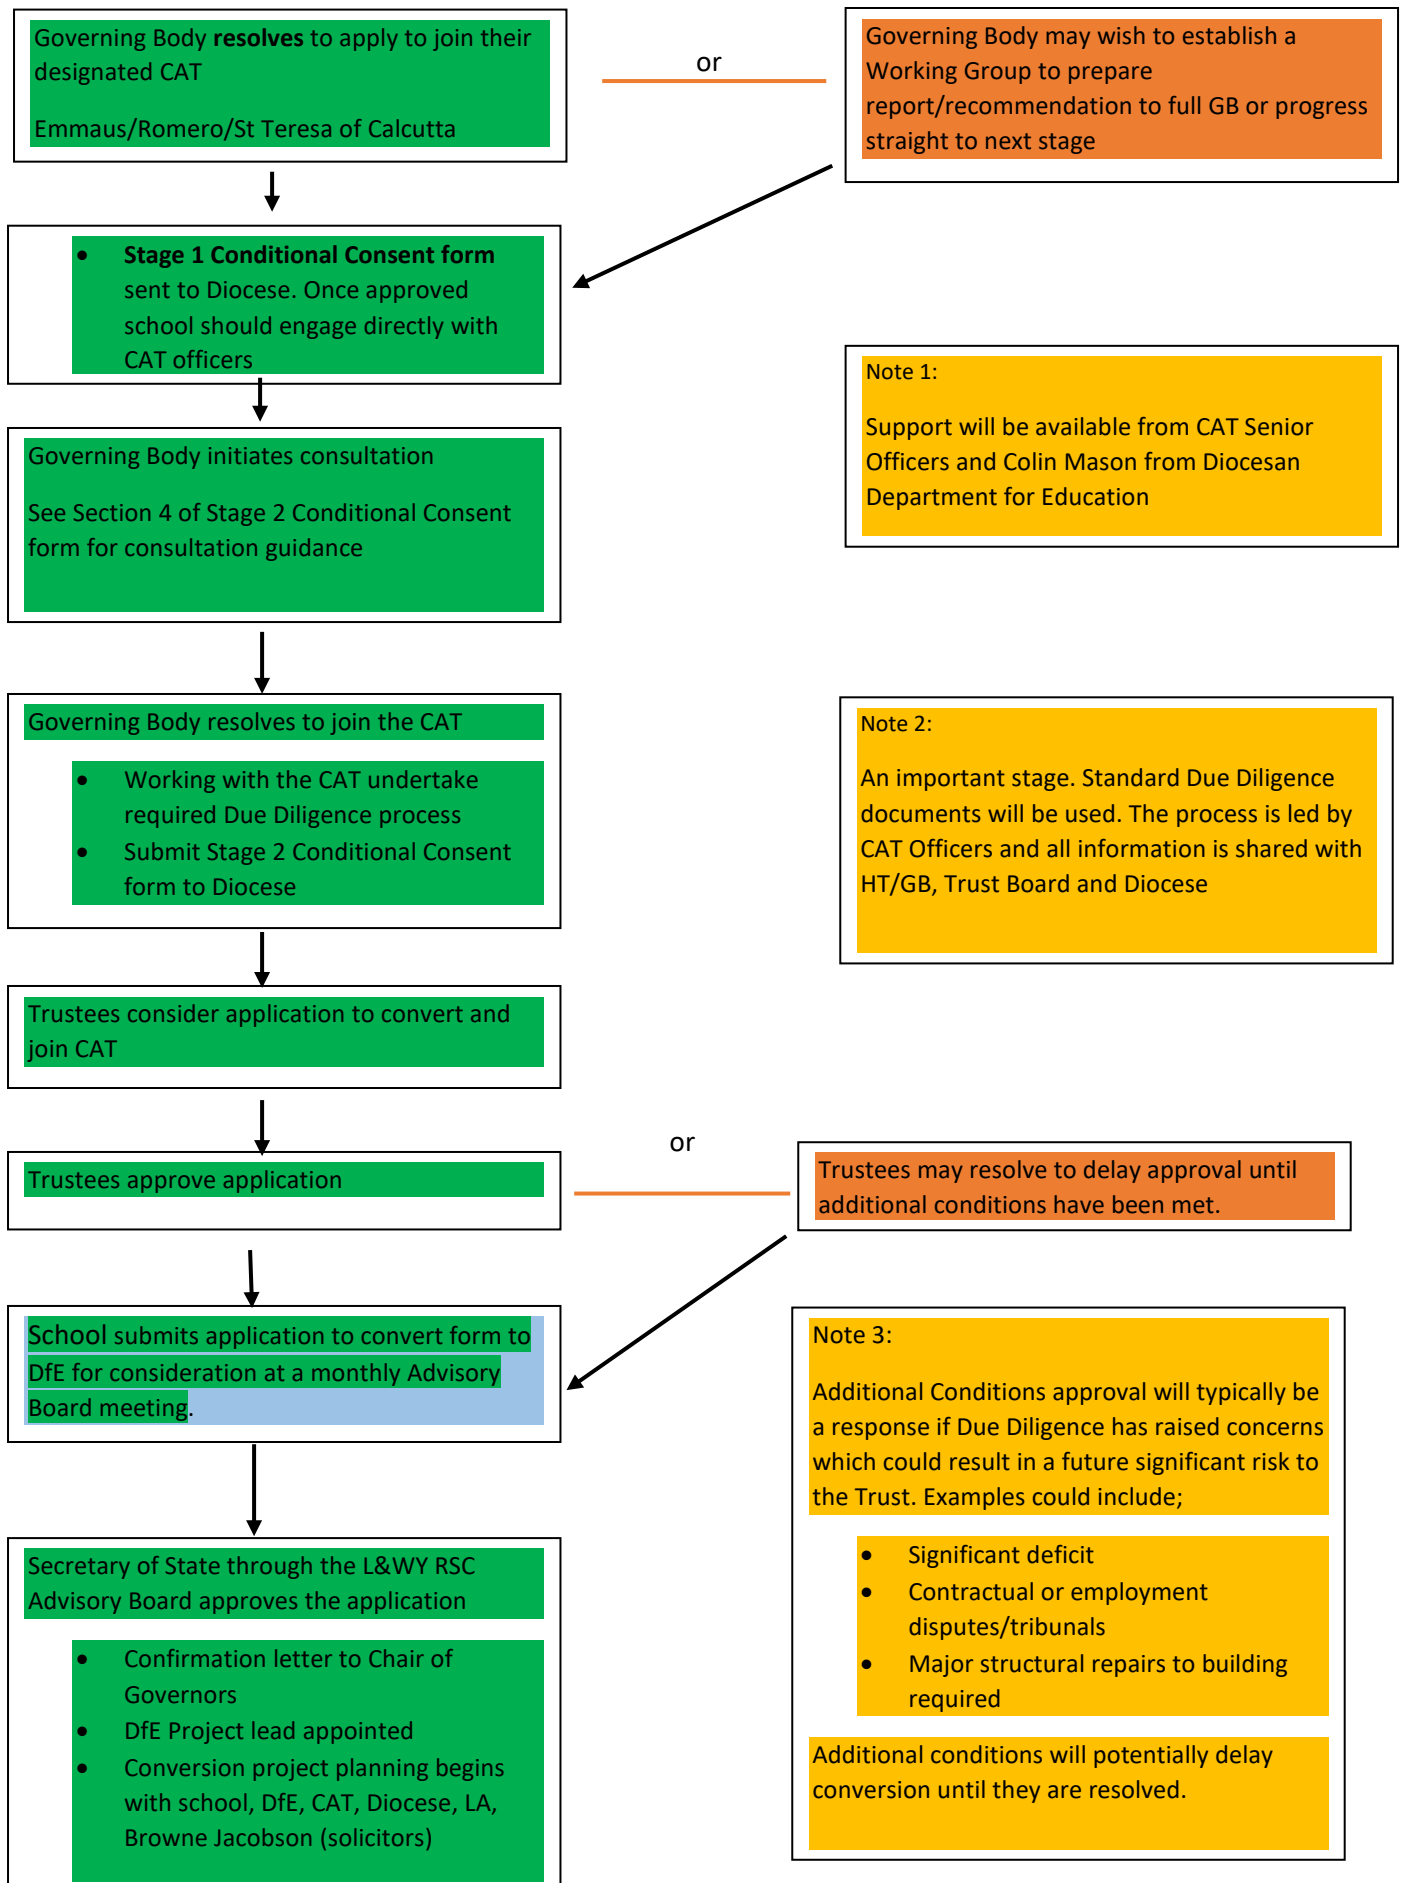 Governing Body resolves to apply to join their
designated CAT
Emmaus/Romero/St Teresa of Calcutta
or
Governing Body may wish to establish a
Working Group to prepare
report/recommendation to full GB or progress
straight to next stage
• Stage 1 Conditional Consent form
sent to Diocese. Once approved
school should engage directly with
CAT officers
Note 1:
Support will be available from CAT Senior
Officers and Colin Mason from Diocesan
Department for Education
Governing Body initiates consultation
See Section 4 of Stage 2 Conditional Consent
form for consultation guidance
Governing Body resolves to join the CAT
• Working with the CAT undertake
required Due Diligence process
• Submit Stage 2 Conditional Consent
form to Diocese
Note 2:
An important stage. Standard Due Diligence
documents will be used. The process is led by
CAT Officers and all information is shared with
HT/GB, Trust Board and Diocese
Trustees consider application to convert and
join CAT
Trustees approve application
or
Trustees may resolve to delay approval until
additional conditions have been met.
School submits application to convert form to
DfE for consideration at a monthly Advisory
Board meeting.
Note 3:
Additional Conditions approval will typically be
a response if Due Diligence has raised concerns
which could result in a future significant risk to
the Trust. Examples could include;
• Significant deficit
• Contractual or employment
disputes/tribunals
• Major structural repairs to building
required
Additional conditions will potentially delay
conversion until they are resolved.
Secretary of State through the L&WY RSC
Advisory Board approves the application
• Confirmation letter to Chair of
Governors
• DfE Project lead appointed
• Conversion project planning begins
with school, DfE, CAT, Diocese, LA,
Browne Jacobson (solicitors)